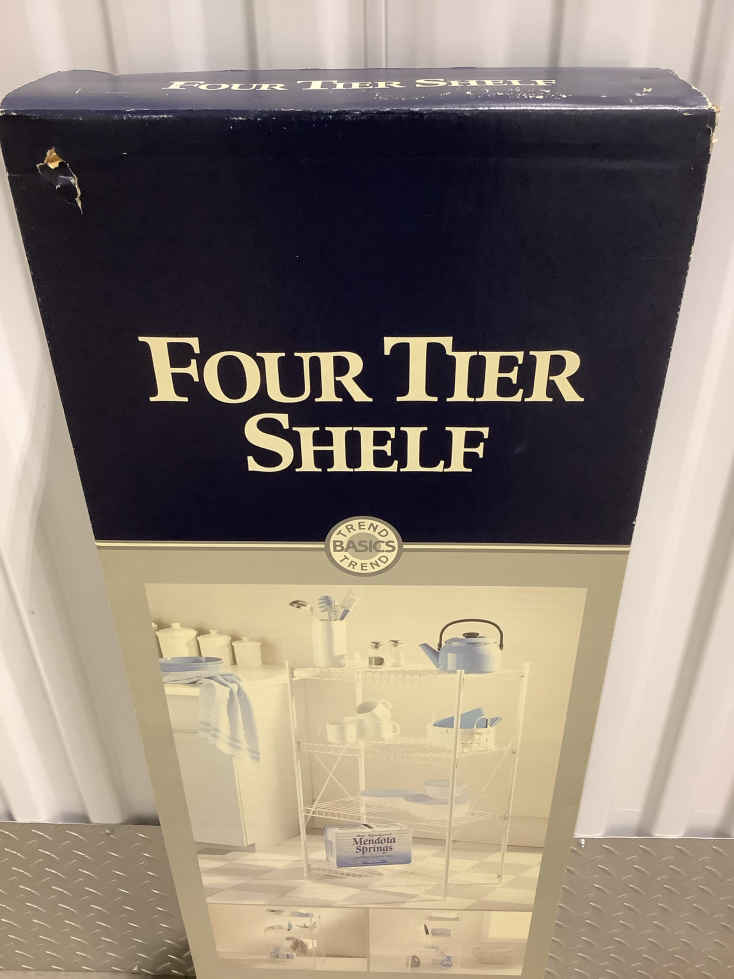 FOUR TIER SHELF
FOUR TIER
SHELF
TREND
BASICS
TREND
Mendota
Springs